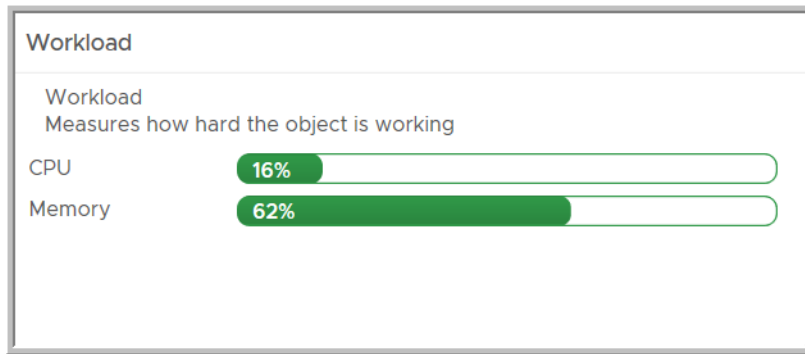 Workload
Workload
Measures how hard the object is working
CPU 16%
Memory 62%